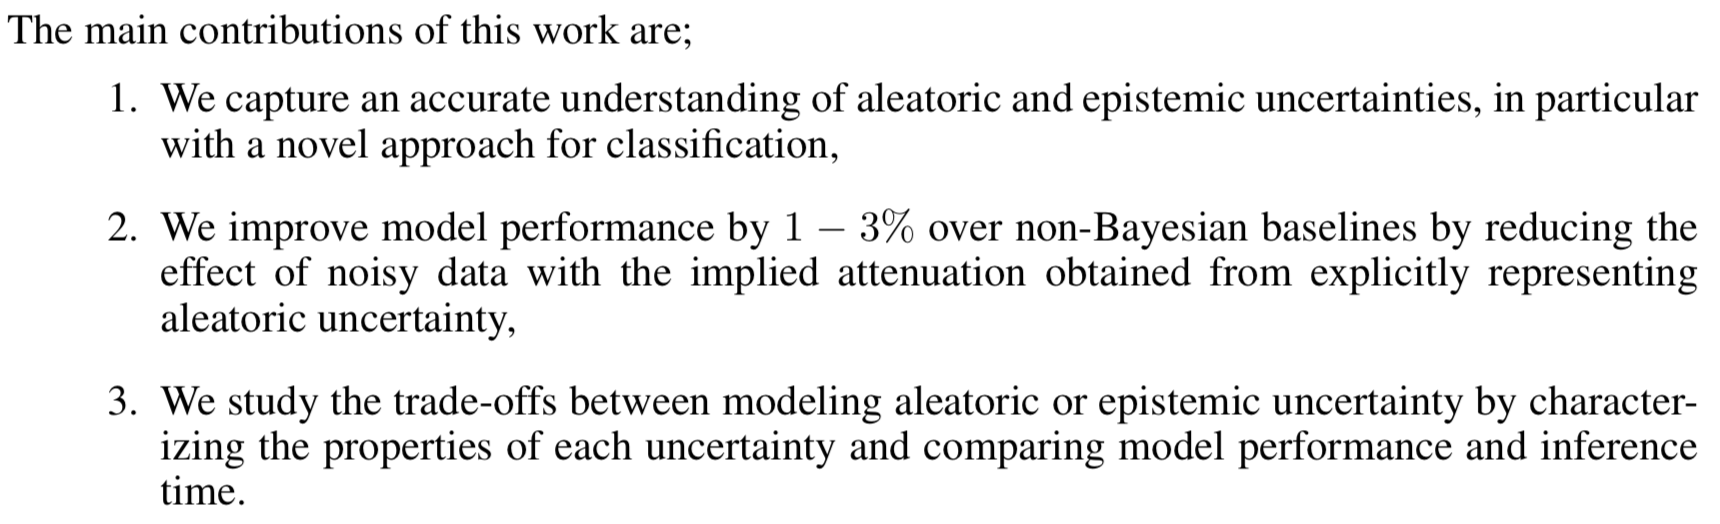 The main contributions of this work are;
1. We capture an accurate understanding of aleatoric and epistemic uncertainties, in particular
with a novel approach for classification,
2. We improve model performance by 1 − 3% over non-Bayesian baselines by reducing the
effect of noisy data with the implied attenuation obtained from explicitly representing
aleatoric uncertainty,
3. We study the trade-offs between modeling aleatoric or epistemic uncertainty by character-
izing the properties of each uncertainty and comparing model performance and inference
time.